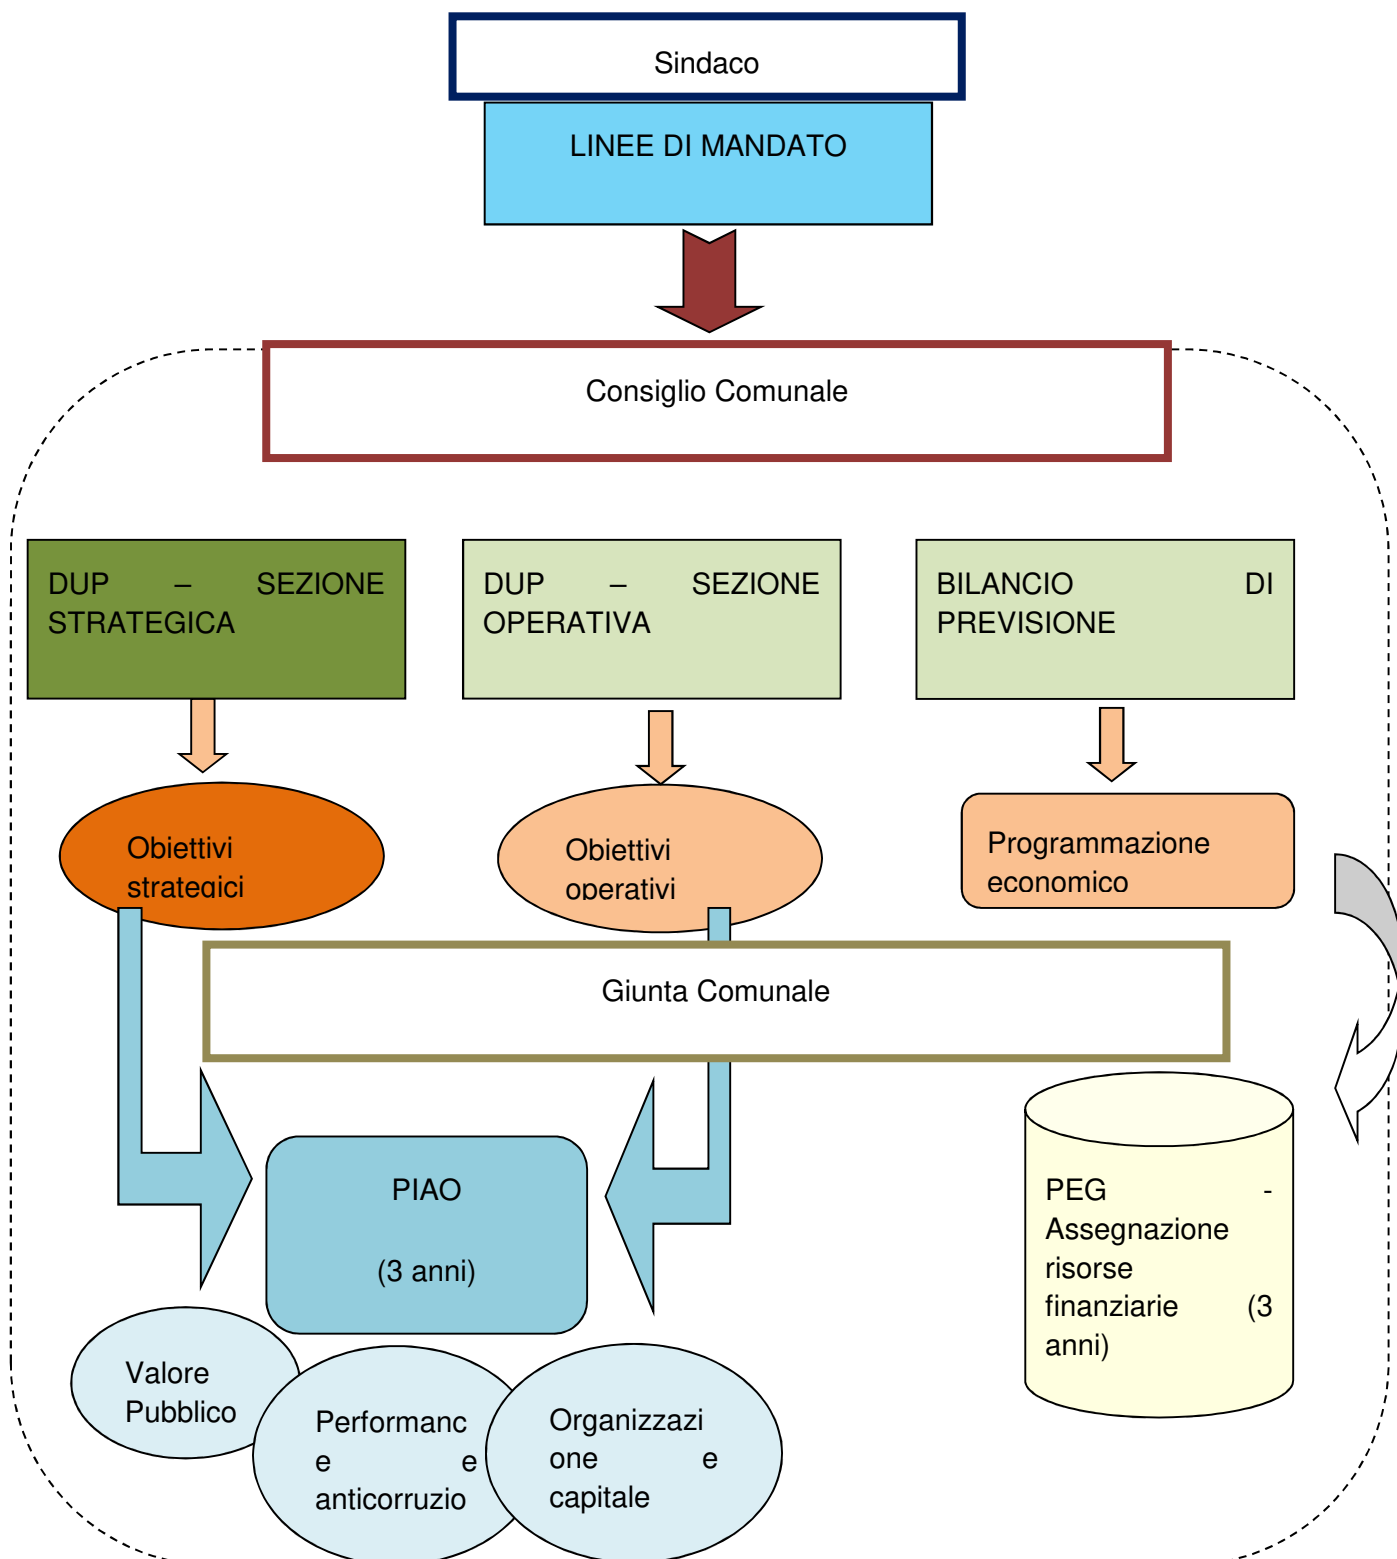 Sindaco
LINEE DI MANDATO
Consiglio Comunale
DUP – SEZIONE
STRATEGICA
DUP – SEZIONE
OPERATIVA
BILANCIO DI
PREVISIONE
Obiettivi
strategici
Obiettivi
operativi
Programmazione
economico
Giunta Comunale
PIAO
(3 anni)
PEG -
Assegnazione
risorse
finanziarie (3
anni)
Valore
Pubblico
Performanc
e e
anticorruzio
Organizzazi
one e
capitale